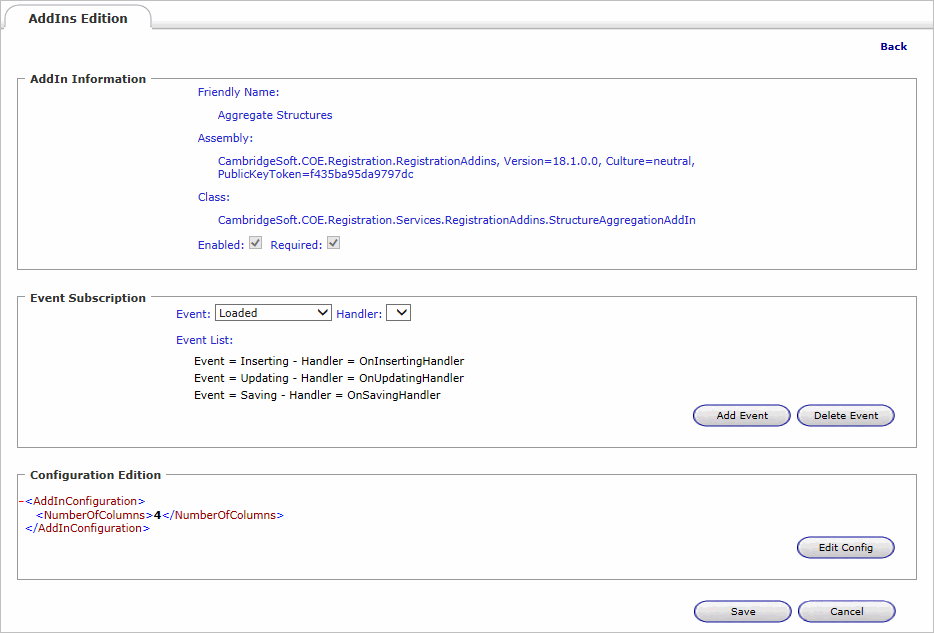 AddIns Edition
Back
AddIn Information
Friendly Name:
Aggregate Structures
Assembly:
CambridgeSoft.COE.Registration.RegistrationAddins, Version=18.1.0.0, Culture=neutral,
PublicKeyToken=f435ba95da9797dc
Class:
CambridgeSoft.COE.Registration.Services.RegistrationAddins.StructureAggregationAddIn
Enabled: Required:
Event Subscription
Event: Loaded Handler:
Event List:
Event = Inserting - Handler = OnInsertingHandler
Event = Updating - Handler = OnUpdatingHandler
Event = Saving - Handler = OnSavingHandler
Add Event Delete Event
Configuration Edition
-<AddInConfiguration>
<NumberOfColumns>4</NumberOfColumns>
</AddInConfiguration>
Edit Config
Save Cancel